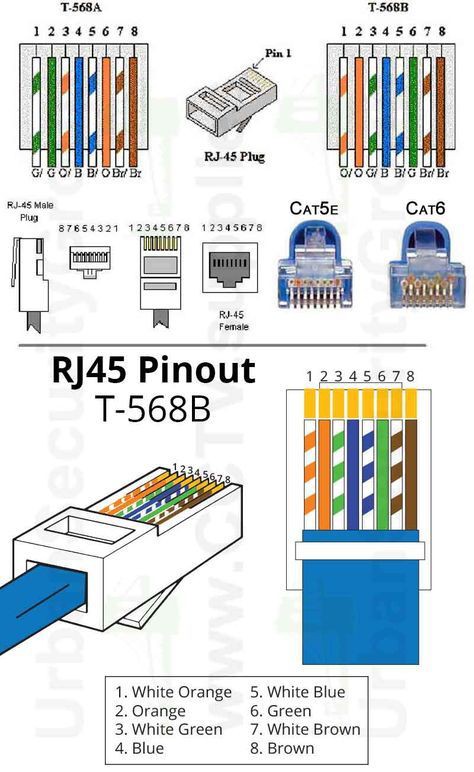 T-568A
1 2 3 4 5 6 7 8
G/ G O/ B B/ O Br/ Br
Pin 1
RJ-45 Plug
T-568B
1 2 3 4 5 6 7 8
G/ G O/ B B/ O Br/ Br
RJ-45 Male
Plug
8 7 6 5 4 3 2 1
1 2 3 4 5 6 7 8
1 2 3 4 5 6 7 8
RJ-45
Female
CAT5E
CAT6
RJ45 Pinout
T-568B
1 2 3 4 5 6 7 8
1 2 3 4 5 6 7 8
1. White Orange
2. Orange
3. White Green
4. Blue
5. White Blue
6. Green
7. White Brown
8. Brown